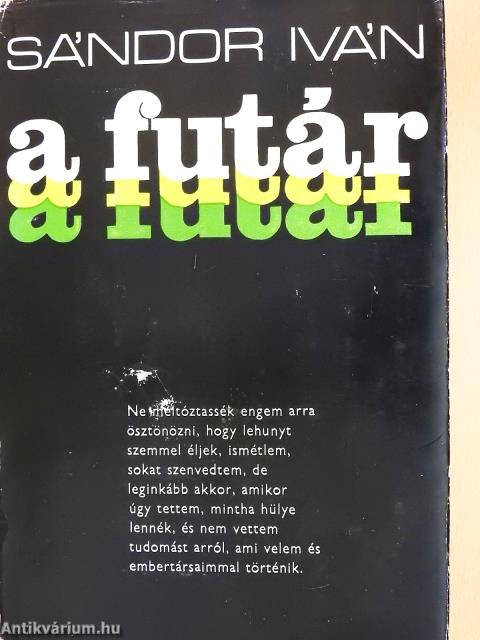 SÁNDOR IVÁN
a futár
a futár
a futár
Ne méltóztassék engem arra
ösztönözni, hogy lehunyt
szemmel éljek, ismétlem,
sokat szenvedtem, de
leginkább akkor, amikor
úgy tettem, mintha hülye
lennék, és nem vettem
tudomást arról, ami velem és
embertársaimmal történik.
Antikvárium.hu